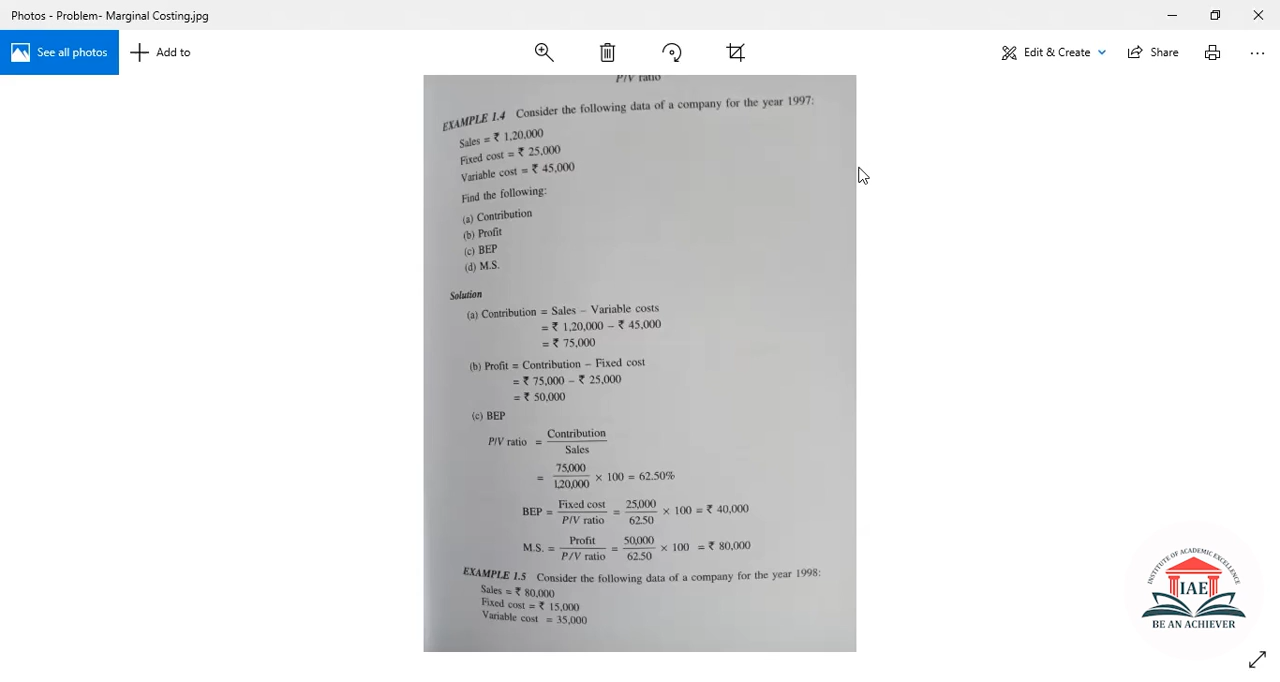 Photos - Problem- Marginal Costing.jpg
See all photos
Add to
Edit & Create
Share
P/V ratio
EXAMPLE 1.4 Consider the following data of a company for the year 1997:
Sales = ₹ 1,20,000
Fixed cost = ₹ 25,000
Variable cost = ₹ 45,000
Find the following:
(a) Contribution
(b) Profit
(c) BEP
(d) M.S.
Solution
(a) Contribution = Sales − Variable costs
= ₹ 1,20,000 − ₹ 45,000
= ₹ 75,000
(b) Profit = Contribution − Fixed cost
= ₹ 75,000 − ₹ 25,000
= ₹ 50,000
(c) BEP
P/V ratio = Contribution / Sales
= 75,000 / 1,20,000 × 100 = 62.50%
BEP = Fixed cost / P/V ratio = 25,000 / 62.50 × 100 = ₹ 40,000
M.S. = Profit / P/V ratio = 50,000 / 62.50 × 100 = ₹ 80,000
EXAMPLE 1.5 Consider the following data of a company for the year 1998:
Sales = ₹ 80,000
Fixed cost = ₹ 15,000
Variable cost = 35,000
INSTITUTE OF ACADEMIC EXCELLENCE
IAE
BE AN ACHIEVER